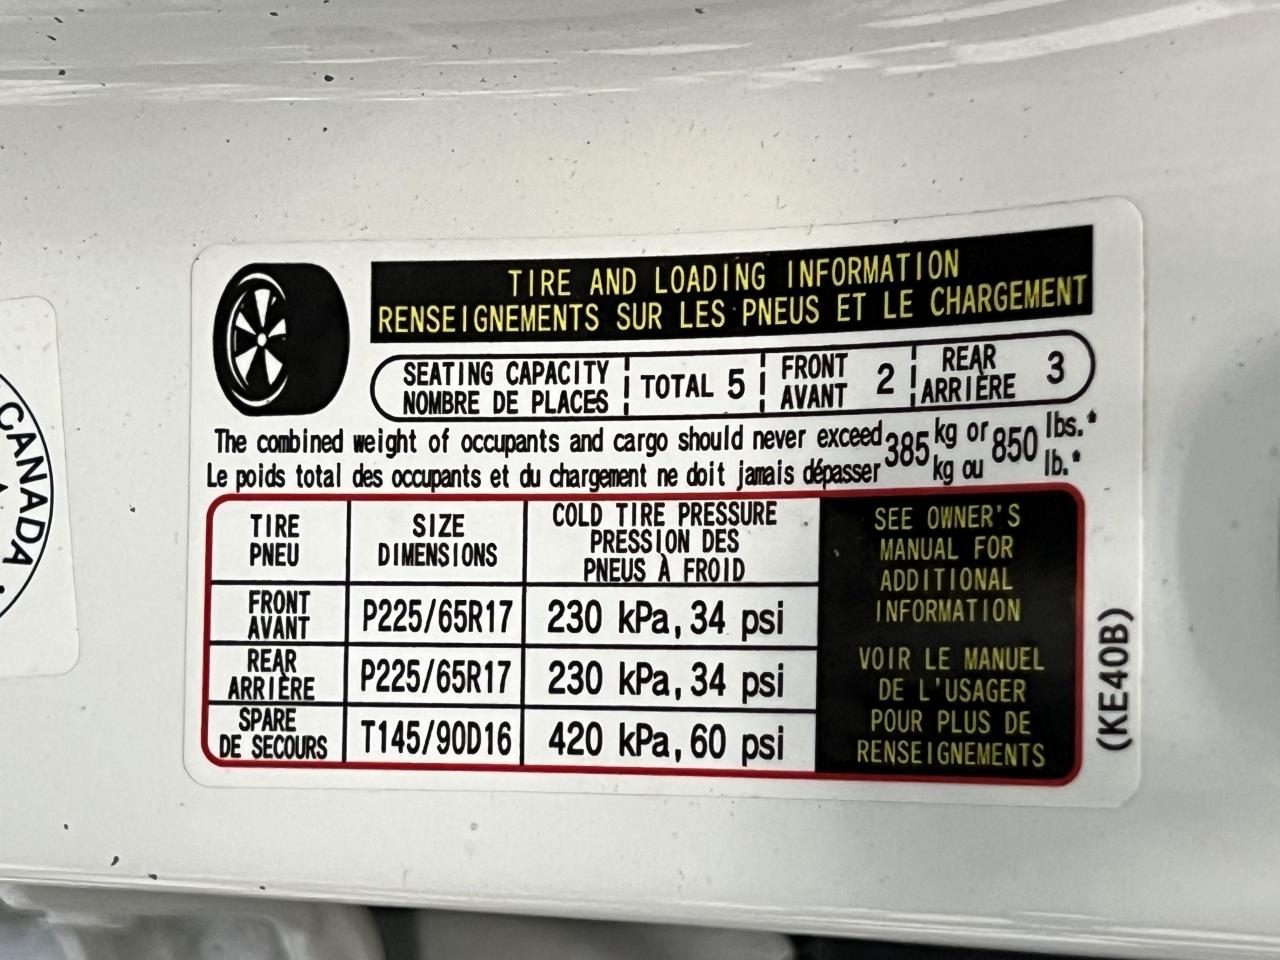 TIRE AND LOADING INFORMATION
RENSEIGNEMENTS SUR LES PNEUS ET LE CHARGEMENT
SEATING CAPACITY
NOMBRE DE PLACES
TOTAL 5
FRONT
AVANT
2
REAR
ARRIÈRE
3
The combined weight of occupants and cargo should never exceed 385 kg or 850 lbs.*
Le poids total des occupants et du chargement ne doit jamais dépasser 385 kg ou 850 lb.*
TIRE
PNEU
SIZE
DIMENSIONS
COLD TIRE PRESSURE
PRESSION DES
PNEUS À FROID
FRONT
AVANT
P225/65R17
230 kPa, 34 psi
REAR
ARRIÈRE
P225/65R17
230 kPa, 34 psi
SPARE
DE SECOURS
T145/90D16
420 kPa, 60 psi
SEE OWNER'S
MANUAL FOR
ADDITIONAL
INFORMATION
VOIR LE MANUEL
DE L'USAGER
POUR PLUS DE
RENSEIGNEMENTS
(KE40B)
CANADA